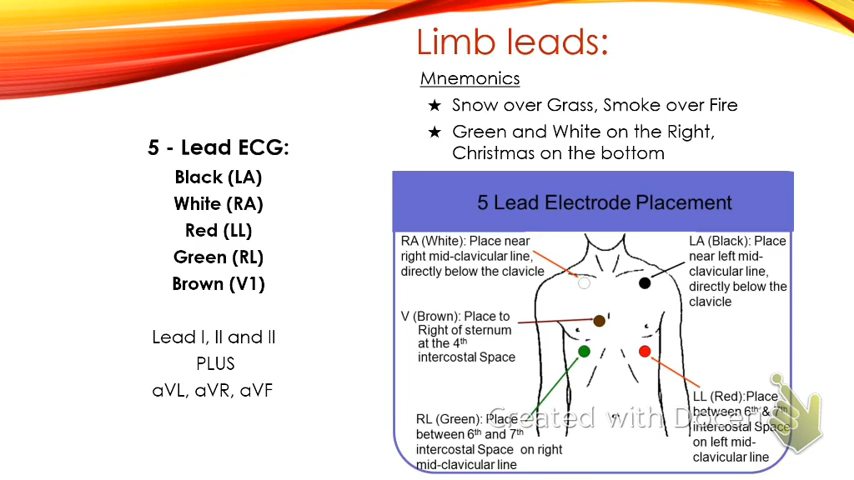 Limb leads:
Mnemonics
★ Snow over Grass, Smoke over Fire
★ Green and White on the Right,
Christmas on the bottom
5 - Lead ECG:
Black (LA)
White (RA)
Red (LL)
Green (RL)
Brown (V1)
Lead I, II and II
PLUS
aVL, aVR, aVF
5 Lead Electrode Placement
RA (White): Place near
right mid-clavicular line,
directly below the clavicle
LA (Black): Place
near left mid-
clavicular line,
directly below the
clavicle
V (Brown): Place to
Right of sternum
at the 4th
intercostal Space
RL (Green): Place
between 6th and 7th
intercostal Space on right
mid-clavicular line
LL (Red):Place
between 6th & 7th
intercostal Space
on left mid-
clavicular line
Created with